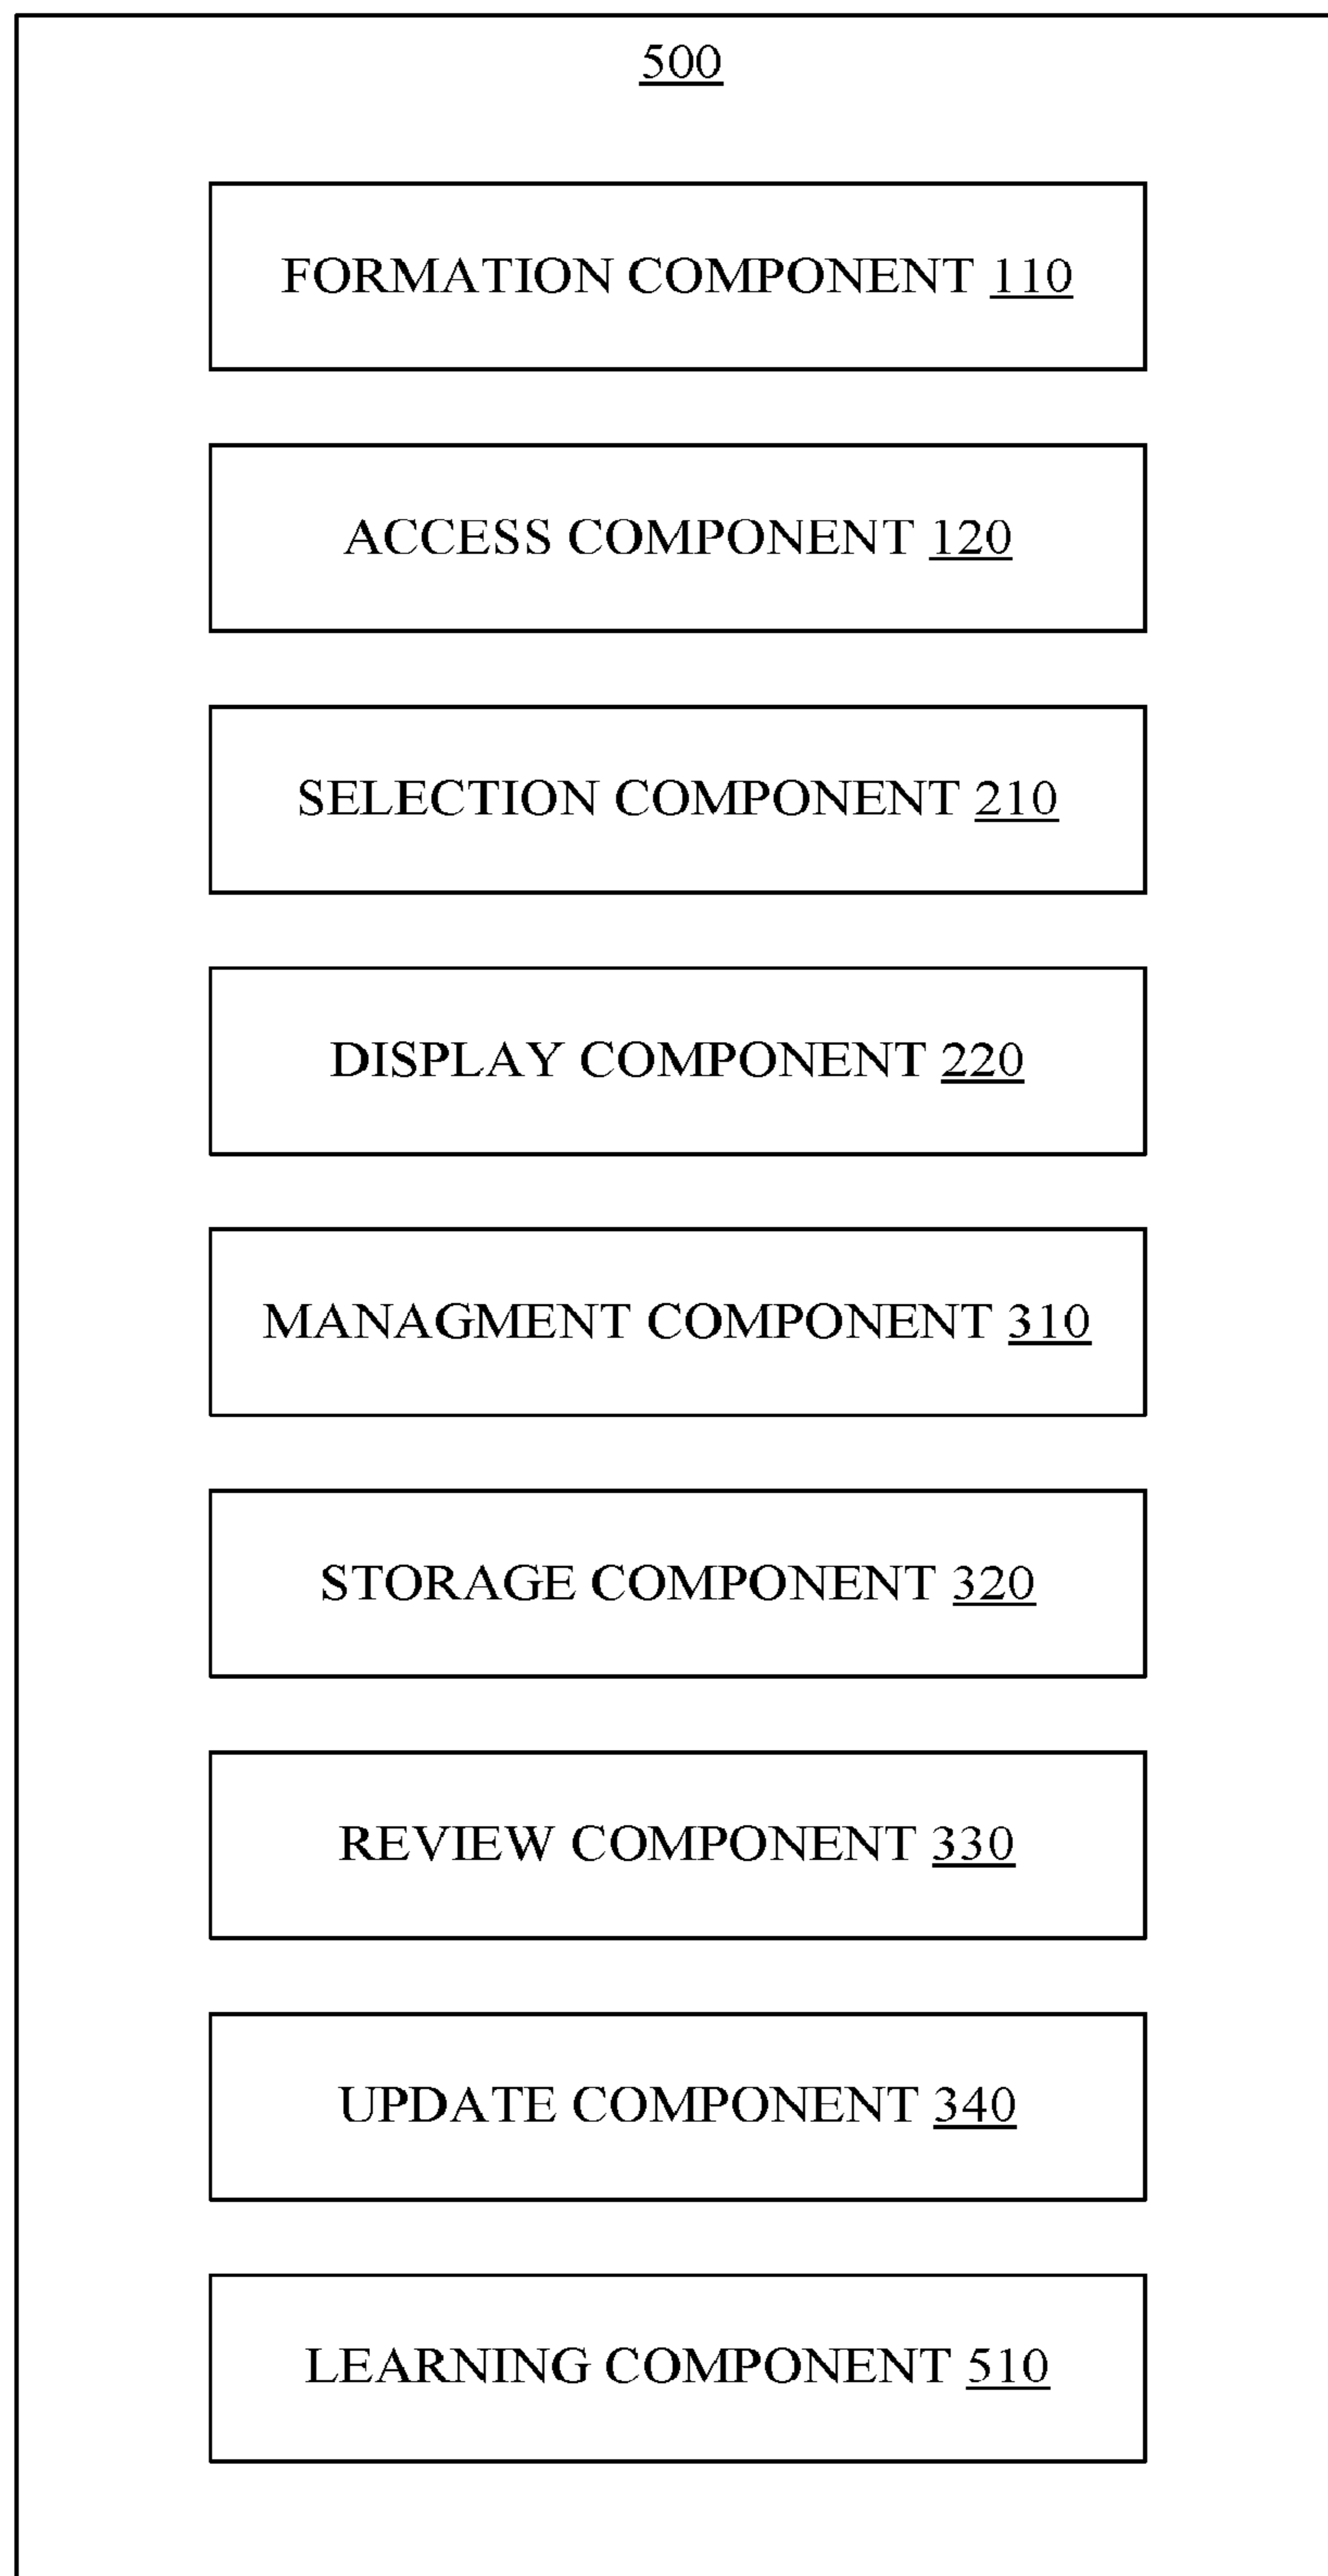 500
FORMATION COMPONENT 110
ACCESS COMPONENT 120
SELECTION COMPONENT 210
DISPLAY COMPONENT 220
MANAGMENT COMPONENT 310
STORAGE COMPONENT 320
REVIEW COMPONENT 330
UPDATE COMPONENT 340
LEARNING COMPONENT 510